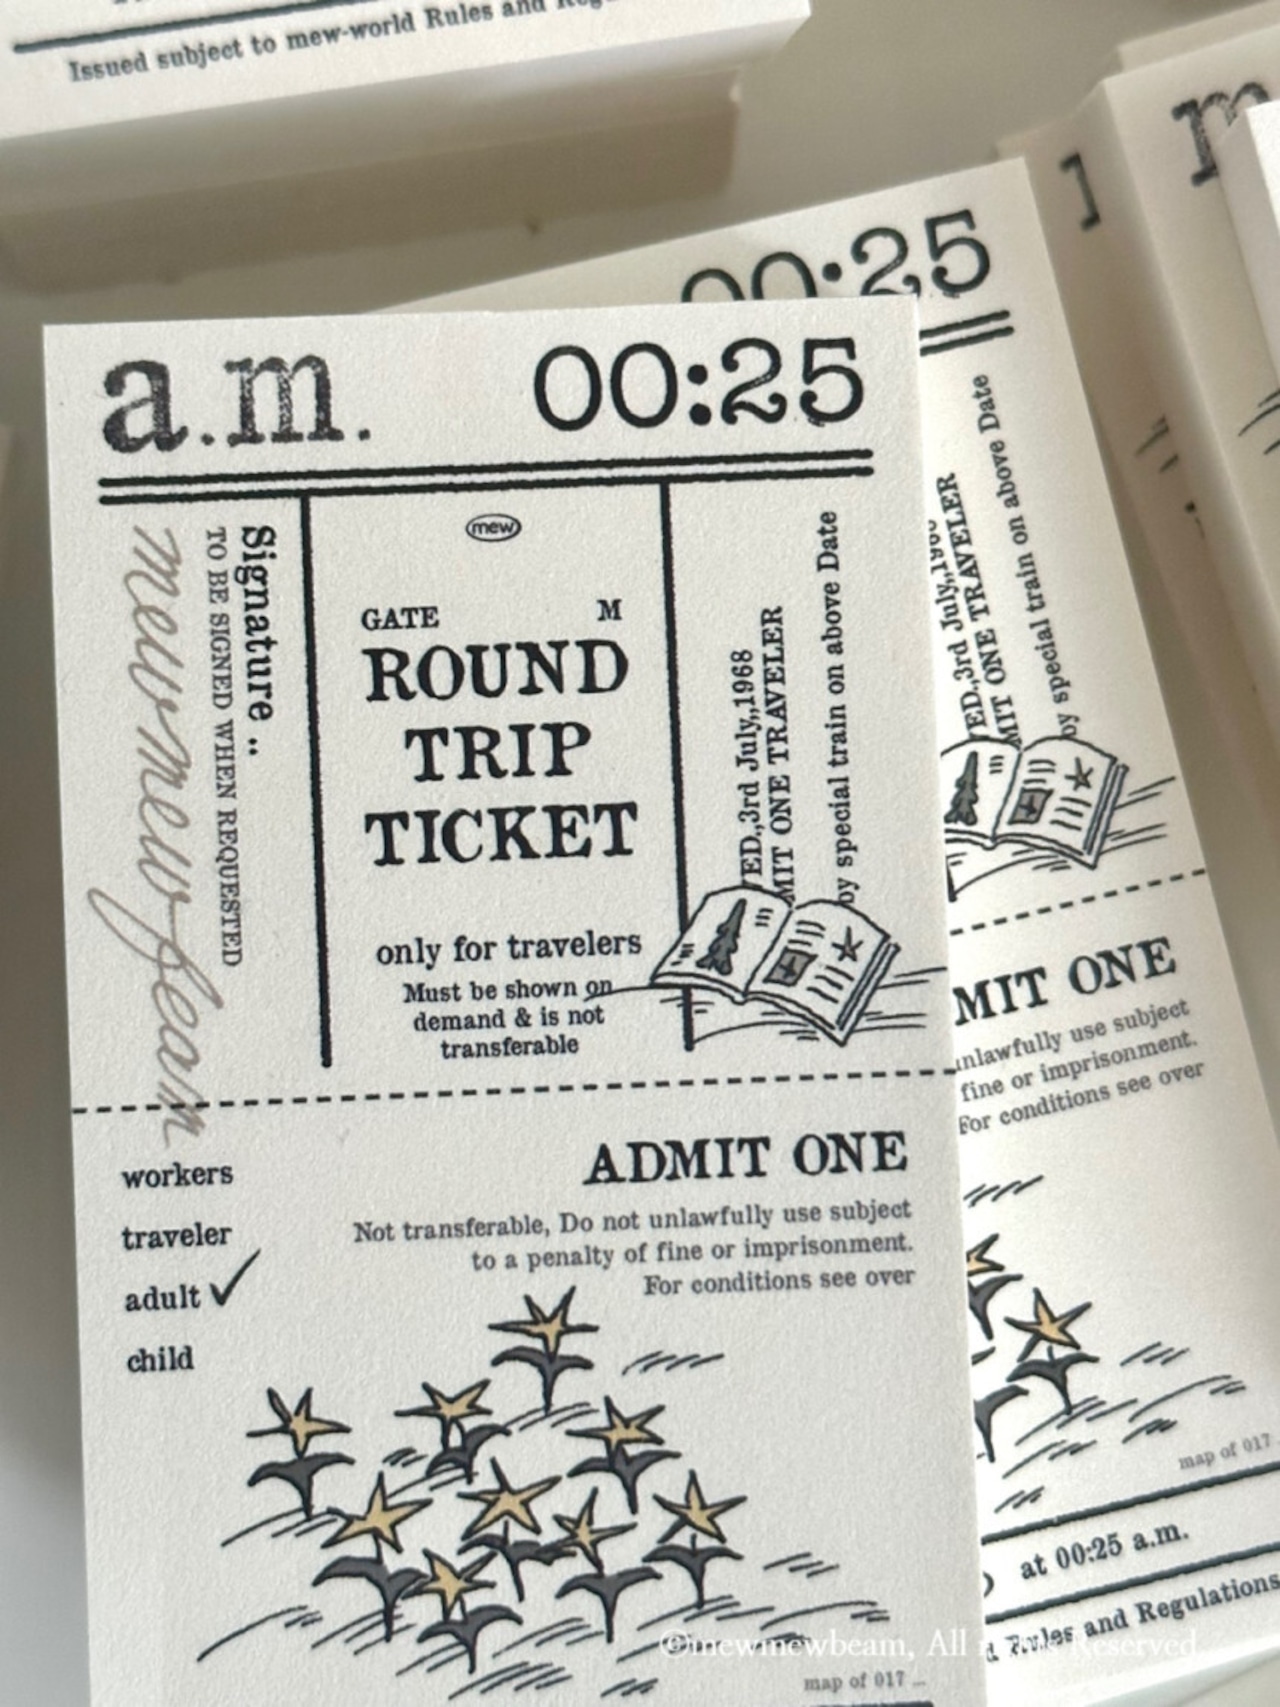 Issued subject to mew-world Rules and
00:25
a.m. 00:25
Signature ..
TO BE SIGNED WHEN REQUESTED
mewmewbeam
mew
GATE M
ROUND
TRIP
TICKET
only for travelers
Must be shown on
demand & is not
transferable
ED.,3rd July,,1968
MIT ONE TRAVELER
by special train on above Date
workers
traveler
adult ✓
child
ADMIT ONE
Not transferable, Do not unlawfully use subject
to a penalty of fine or imprisonment.
For conditions see over
map of 017 ...
ED.,3rd July,,196
MIT ONE TRAVELER
by special train on above Date
MIT ONE
unlawfully use subject
fine or imprisonment.
For conditions see over
map of 017
at 00:25 a.m.
Rules and Regulations
©mewmewbeam, All rights Reserved.